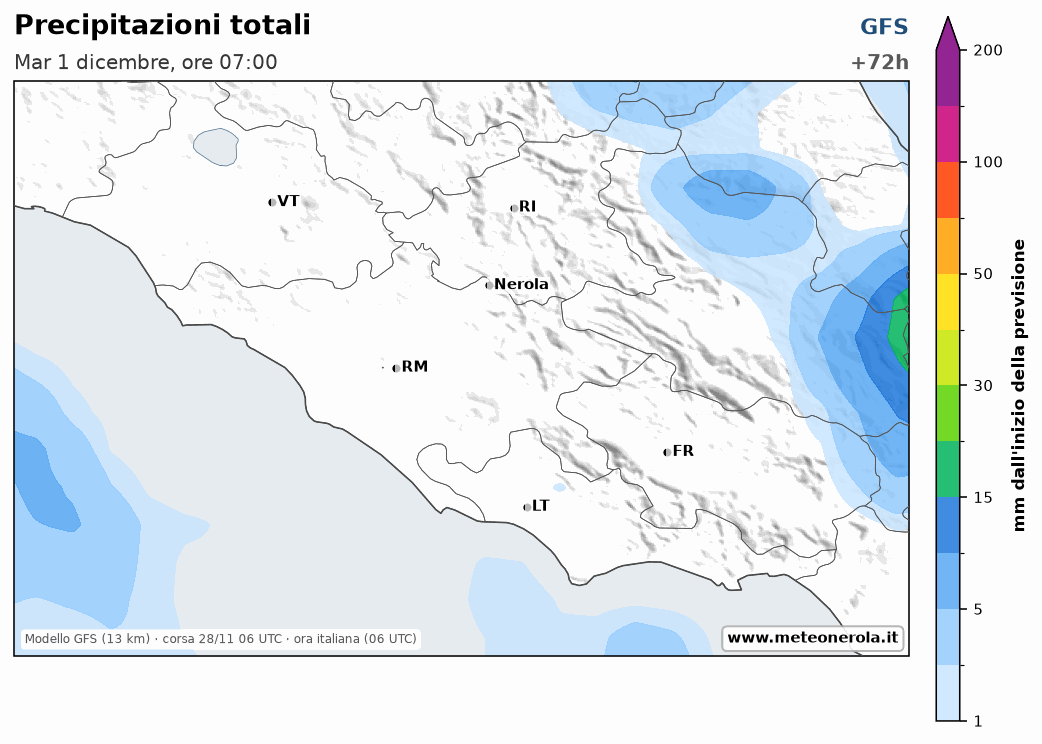 Precipitazioni totali
GFS
Mar 1 dicembre, ore 07:00
+72h
VT
RI
Nerola
RM
FR
LT
Modello GFS (13 km) · corsa 28/11 06 UTC · ora italiana (06 UTC)
www.meteonerola.it
200
100
50
30
15
5
1
mm dall'inizio della previsione